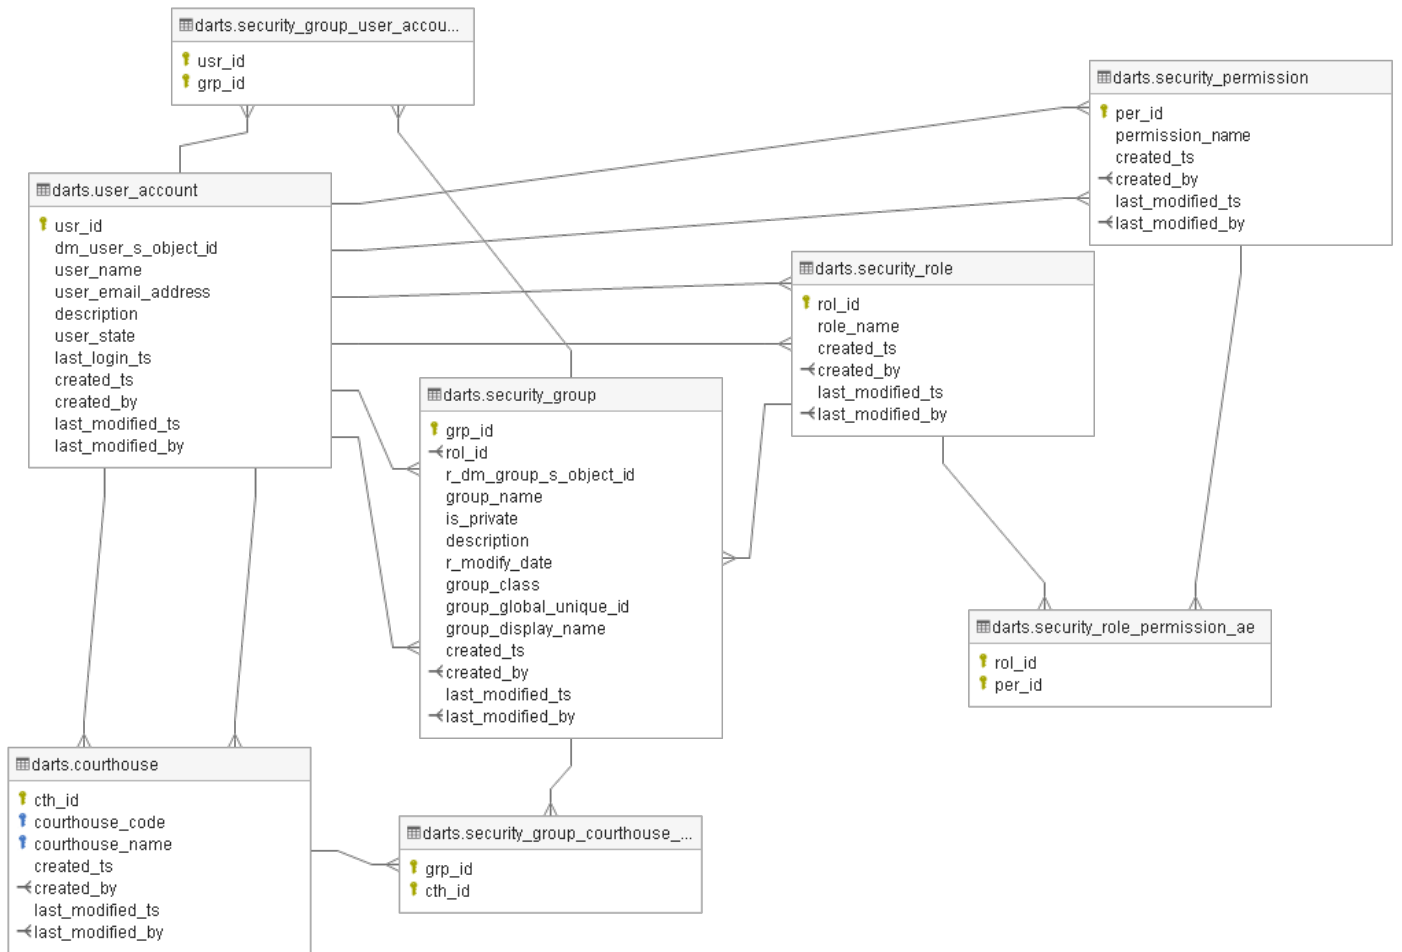 darts.security_group_user_accou...
usr_id
grp_id
darts.security_permission
per_id
permission_name
created_ts
created_by
last_modified_ts
last_modified_by
darts.user_account
usr_id
dm_user_s_object_id
user_name
user_email_address
description
user_state
last_login_ts
created_ts
created_by
last_modified_ts
last_modified_by
darts.security_role
rol_id
role_name
created_ts
created_by
last_modified_ts
last_modified_by
darts.security_group
grp_id
rol_id
r_dm_group_s_object_id
group_name
is_private
description
r_modify_date
group_class
group_global_unique_id
group_display_name
created_ts
created_by
last_modified_ts
last_modified_by
darts.security_role_permission_ae
rol_id
per_id
darts.courthouse
cth_id
courthouse_code
courthouse_name
created_ts
created_by
last_modified_ts
last_modified_by
darts.security_group_courthouse_...
grp_id
cth_id